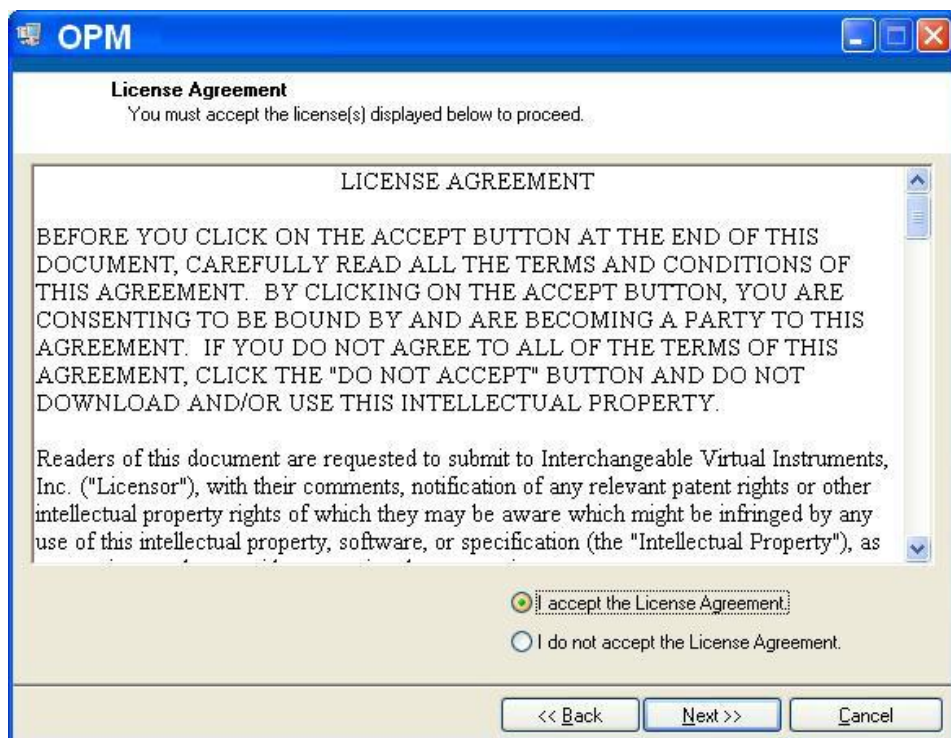 OPM
License Agreement
You must accept the license(s) displayed below to proceed.
LICENSE AGREEMENT
BEFORE YOU CLICK ON THE ACCEPT BUTTON AT THE END OF THIS
DOCUMENT, CAREFULLY READ ALL THE TERMS AND CONDITIONS OF
THIS AGREEMENT.  BY CLICKING ON THE ACCEPT BUTTON, YOU ARE
CONSENTING TO BE BOUND BY AND ARE BECOMING A PARTY TO THIS
AGREEMENT.  IF YOU DO NOT AGREE TO ALL OF THE TERMS OF THIS
AGREEMENT, CLICK THE "DO NOT ACCEPT" BUTTON AND DO NOT
DOWNLOAD AND/OR USE THIS INTELLECTUAL PROPERTY.
Readers of this document are requested to submit to Interchangeable Virtual Instruments,
Inc. ("Licensor"), with their comments, notification of any relevant patent rights or other
intellectual property rights of which they may be aware which might be infringed by any
use of this intellectual property, software, or specification (the "Intellectual Property"), as
I accept the License Agreement.
I do not accept the License Agreement.
<< Back
Next >>
Cancel